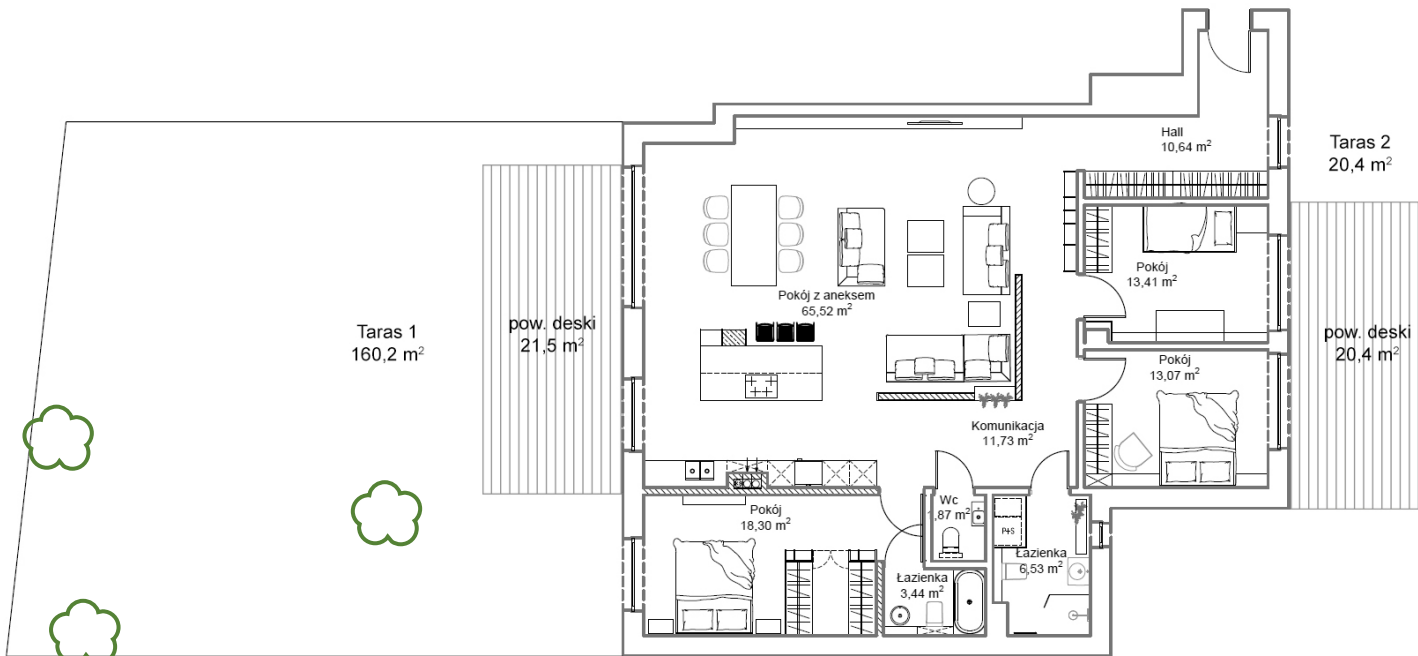 Hall
10,64 m²
Taras 2
20,4 m²
Pokój
13,41 m²
Pokój z aneksem
65,52 m²
Taras 1
160,2 m²
pow. deski
21,5 m²
pow. deski
20,4 m²
Pokój
13,07 m²
Komunikacja
11,73 m²
Wc
,87 m²
Pokój
18,30 m²
P+S
Łazienka
6,53 m²
Łazienka
3,44 m²